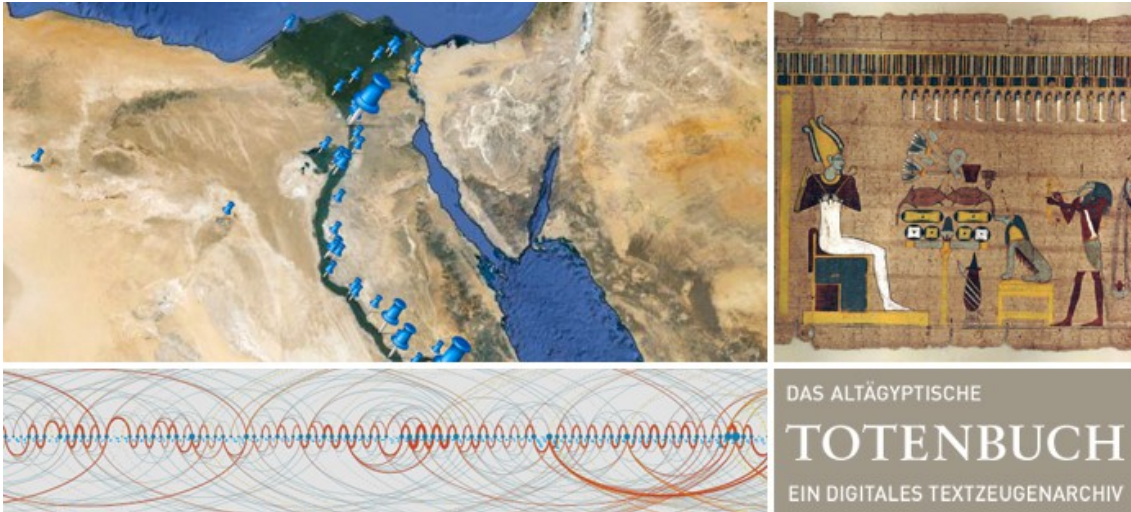 DAS ALTÄGYPTISCHE
TOTENBUCH
EIN DIGITALES TEXTZEUGENARCHIV